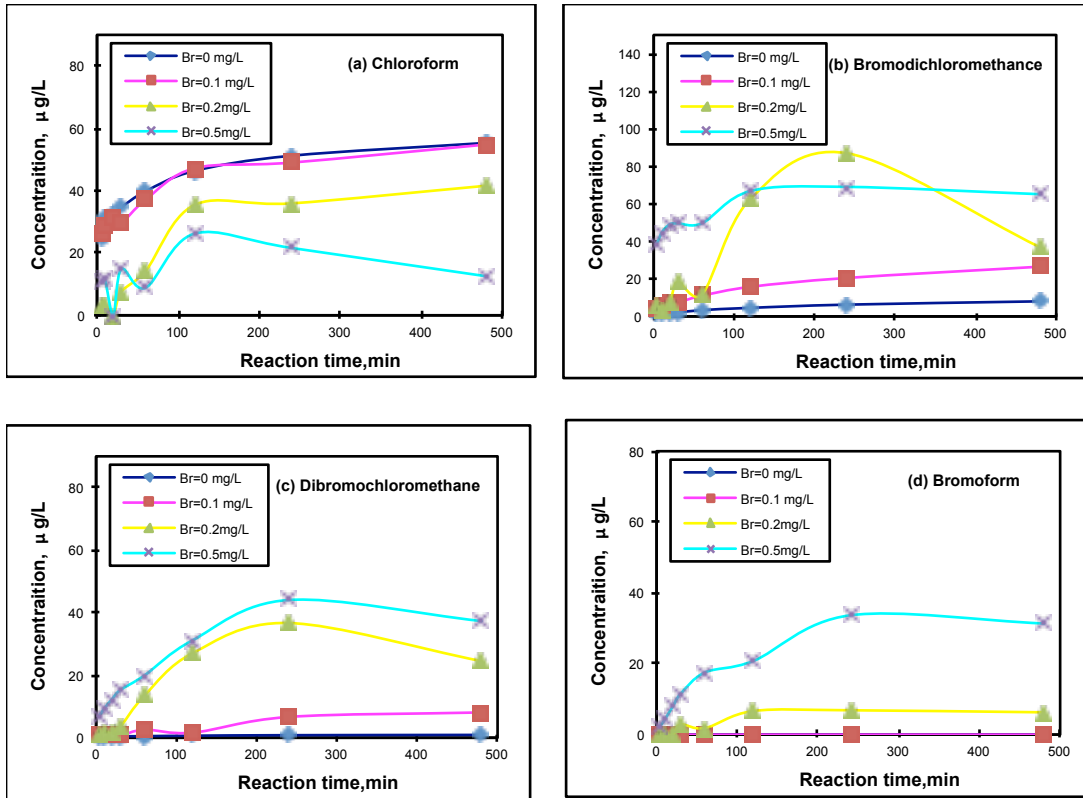 (a) Chloroform
Br=0 mg/L
Br=0.1 mg/L
Br=0.2mg/L
Br=0.5mg/L
Concentraition, μ g/L
80
60
40
20
0
0 100 200 300 400 500
Reaction time,min
(b) Bromodichloromethance
Br=0 mg/L
Br=0.1 mg/L
Br=0.2mg/L
Br=0.5mg/L
Concentraition, μ g/L
140
120
100
80
60
40
20
0
0 100 200 300 400 500
Reaction time,min
(c) Dibromochloromethane
Br=0 mg/L
Br=0.1 mg/L
Br=0.2mg/L
Br=0.5mg/L
Concentraition, μ g/L
80
60
40
20
0
0 100 200 300 400 500
Reaction time,min
(d) Bromoform
Br=0 mg/L
Br=0.1 mg/L
Br=0.2mg/L
Br=0.5mg/L
Concentraition, μ g/L
80
60
40
20
0
0 100 200 300 400 500
Reaction time,min